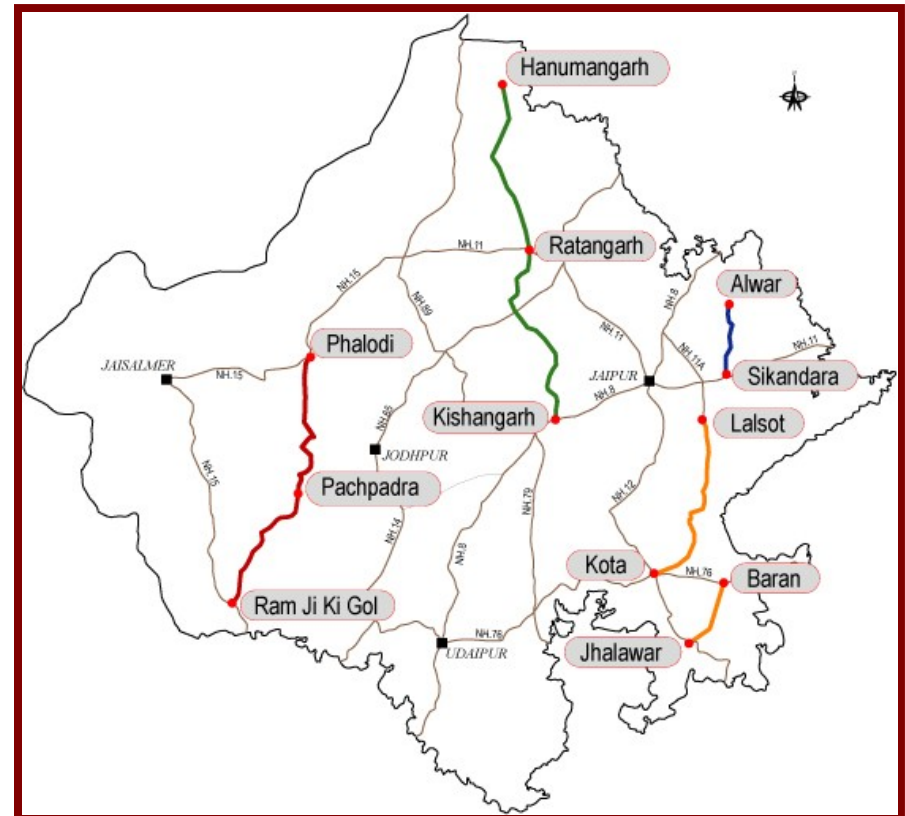 Hanumangarh
Ratangarh
NH.11
NH.15
NH.89
NH.8
Alwar
Phalodi
JAISALMER
NH.15
NH.11
NH.11A
NH.11
JAIPUR
Sikandara
Kishangarh
NH.8
Lalsot
NH.65
JODHPUR
NH.15
Pachpadra
NH.79
NH.12
NH.14
NH.8
Kota
NH.76
Baran
Ram Ji Ki Gol
NH.76
UDAIPUR
Jhalawar